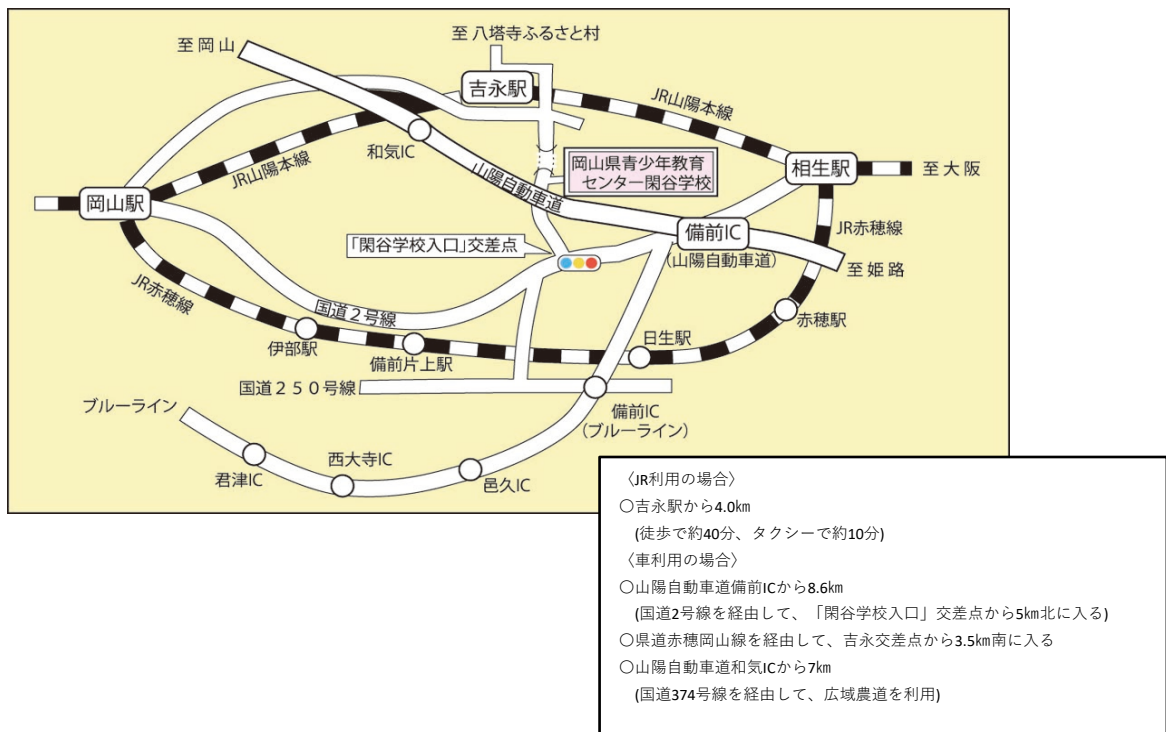 至 八塔寺ふるさと村
至 岡山
吉永駅
JR山陽本線
和気IC
岡山県青少年教育
センター閑谷学校
相生駅
至 大阪
JR山陽本線
山陽自動車道
岡山駅
備前IC
(山陽自動車道)
JR赤穂線
「閑谷学校入口」交差点
至 姫路
JR赤穂線
国道2号線
赤穂駅
伊部駅
日生駅
備前片上駅
国道250号線
ブルーライン
備前IC
(ブルーライン)
西大寺IC
君津IC
邑久IC
〈JR利用の場合〉
○吉永駅から4.0㎞
(徒歩で約40分、タクシーで約10分)
〈車利用の場合〉
○山陽自動車道備前ICから8.6㎞
(国道2号線を経由して、「閑谷学校入口」交差点から5㎞北に入る)
○県道赤穂岡山線を経由して、吉永交差点から3.5㎞南に入る
○山陽自動車道和気ICから7㎞
(国道374号線を経由して、広域農道を利用)